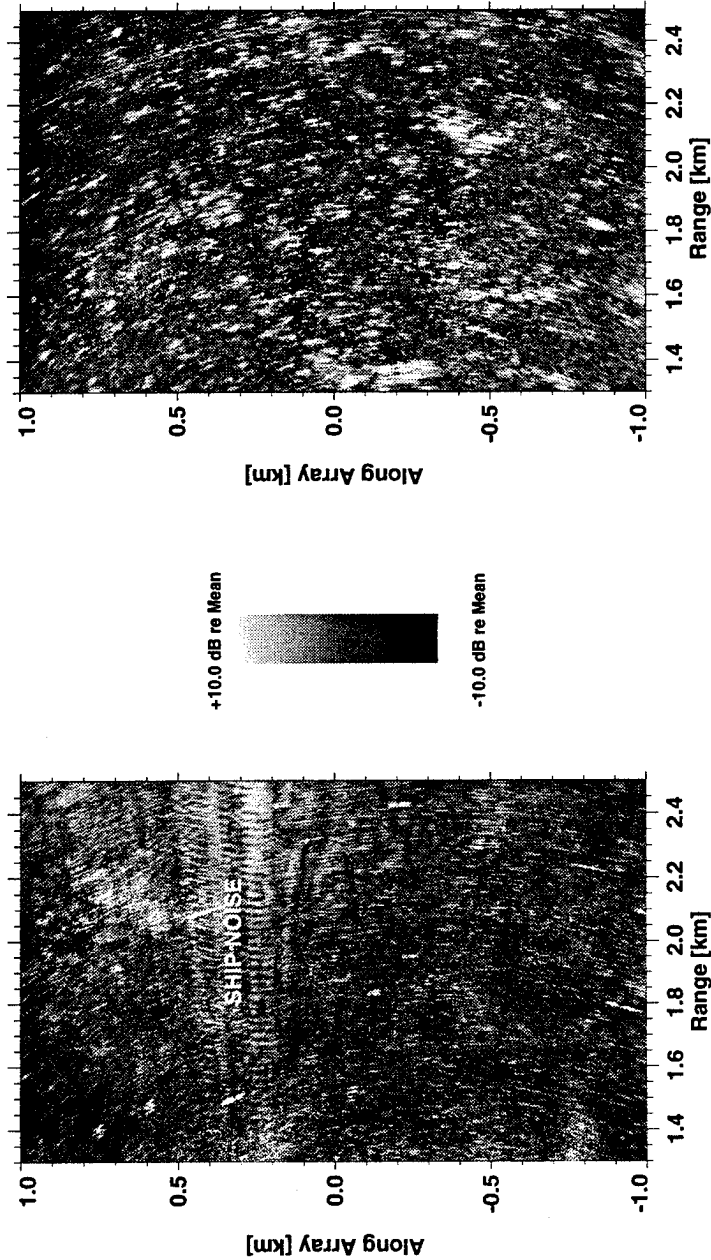 1.0
0.5
0.0
-0.5
-1.0
Along Array [km]
1.4 1.6 1.8 2.0 2.2 2.4
Range [km]
+10.0 dB re Mean
-10.0 dB re Mean
SHIP NOISE
1.0
0.5
0.0
-0.5
-1.0
Along Array [km]
1.4 1.6 1.8 2.0 2.2 2.4
Range [km]